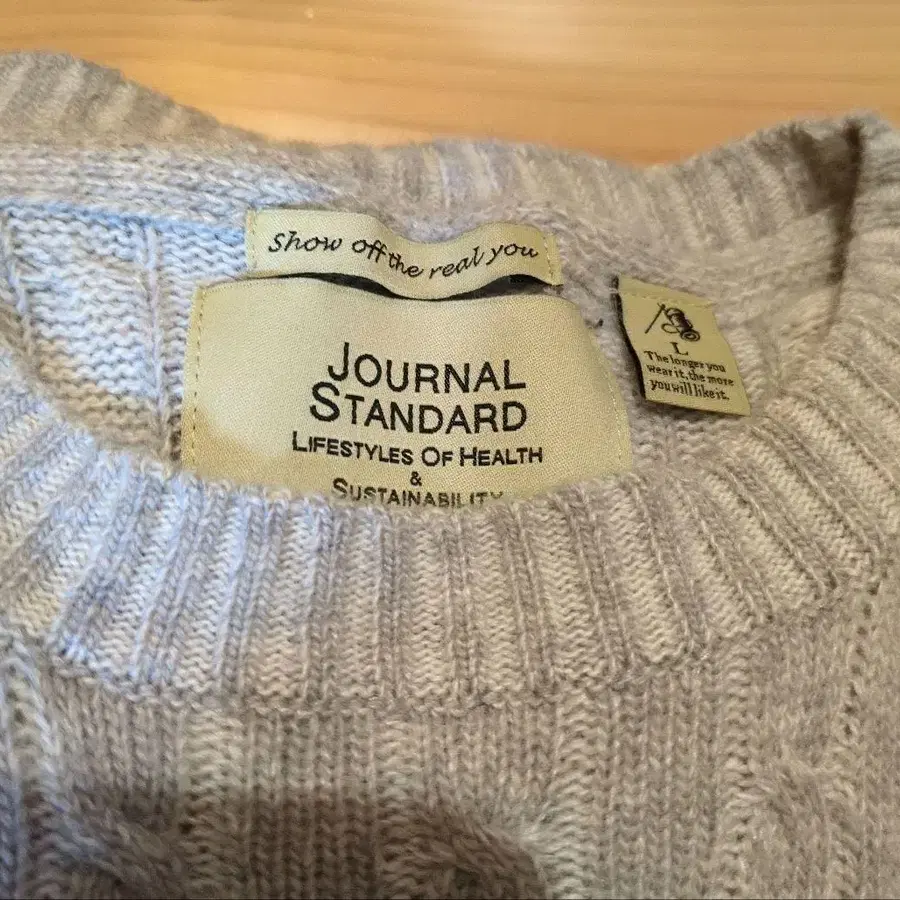 Show off the real you
JOURNAL
STANDARD
LIFESTYLES OF HEALTH
&
SUSTAINABILITY
L
The longer you
wear it, the more
you will like it.